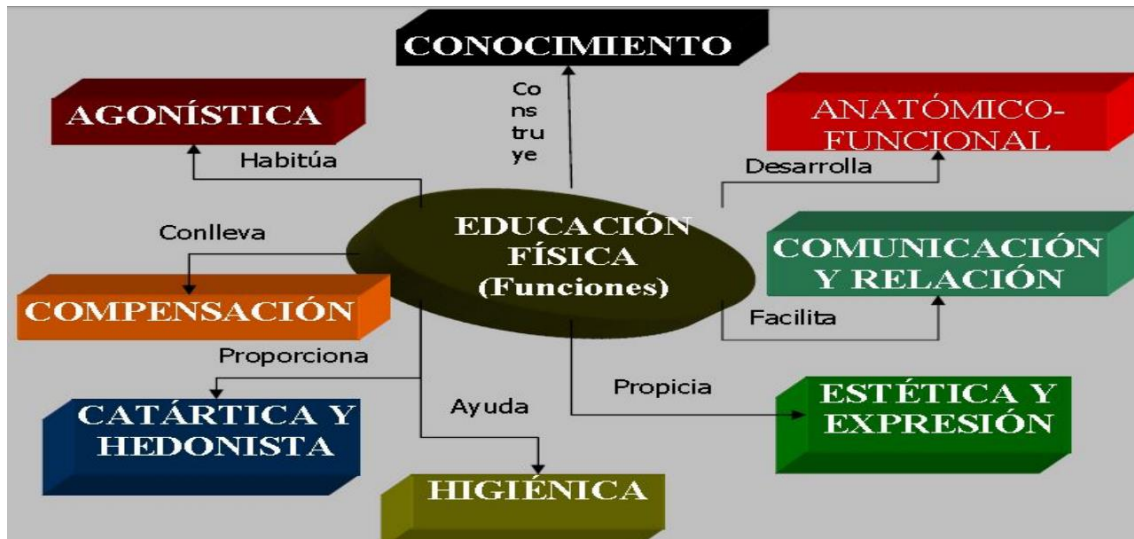 CONOCIMIENTO
Co
ns
tru
ye
AGONÍSTICA
Habitúa
ANATÓMICO-
FUNCIONAL
Desarrolla
EDUCACIÓN
FÍSICA
(Funciones)
Conlleva
COMPENSACIÓN
COMUNICACIÓN
Y RELACIÓN
Facilita
Proporciona
CATÁRTICA Y
HEDONISTA
Ayuda
HIGIÉNICA
Propicia
ESTÉTICA Y
EXPRESIÓN